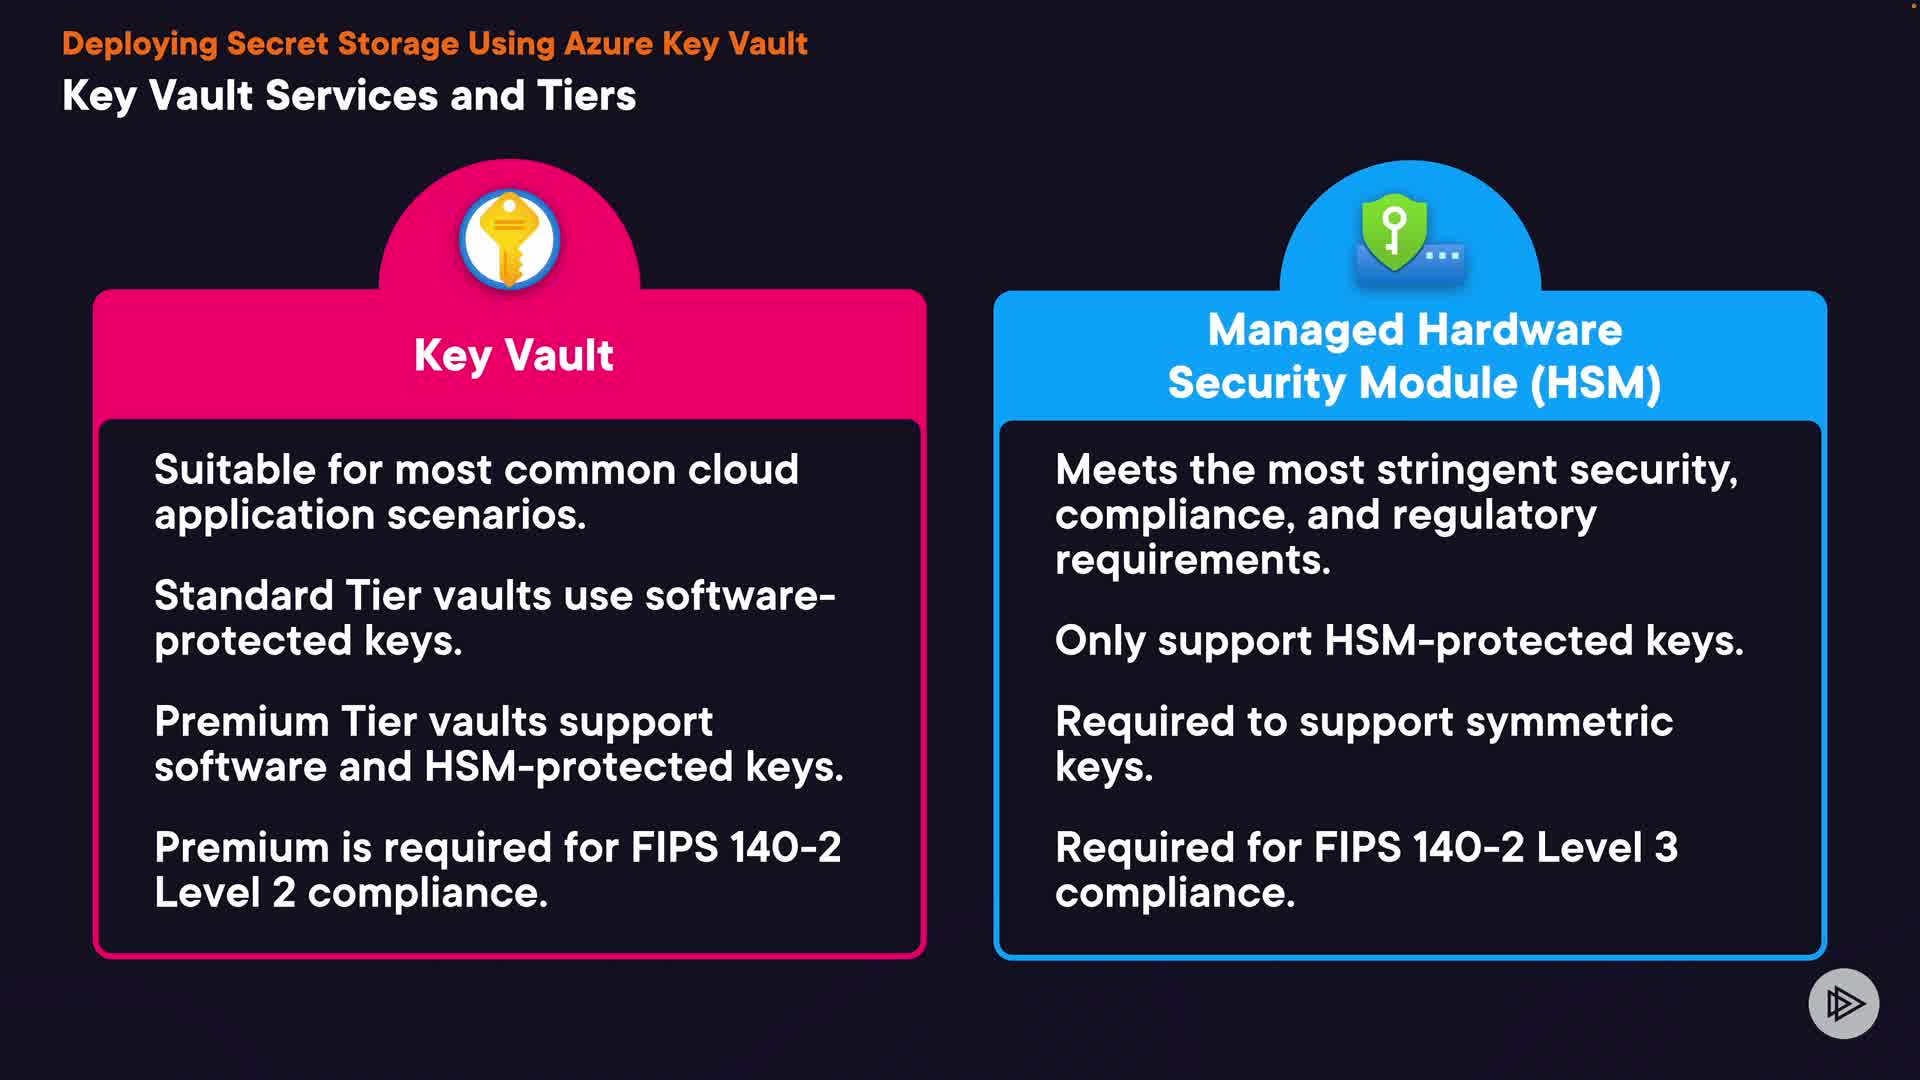 Deploying Secret Storage Using Azure Key Vault
Key Vault Services and Tiers
Key Vault
Suitable for most common cloud
application scenarios.
Standard Tier vaults use software-
protected keys.
Premium Tier vaults support
software and HSM-protected keys.
Premium is required for FIPS 140-2
Level 2 compliance.
Managed Hardware
Security Module (HSM)
Meets the most stringent security,
compliance, and regulatory
requirements.
Only support HSM-protected keys.
Required to support symmetric
keys.
Required for FIPS 140-2 Level 3
compliance.